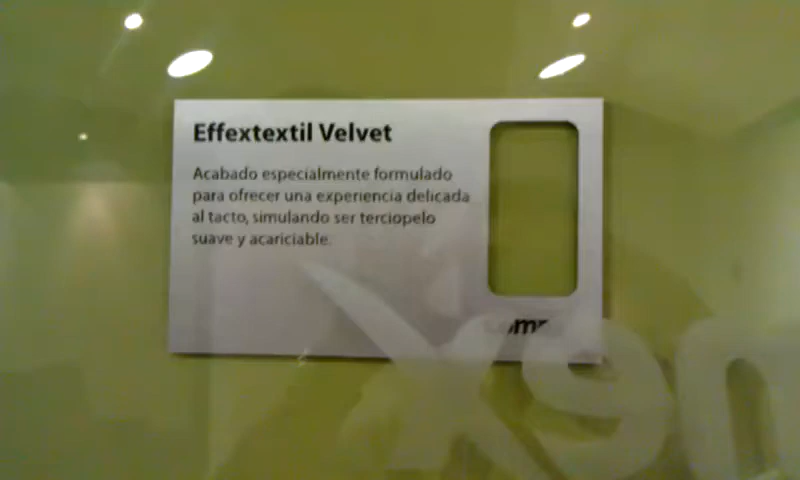 Effextextil Velvet
Acabado especialmente formulado
para ofrecer una experiencia delicada
al tacto, simulando ser terciopelo
suave y acariciable.